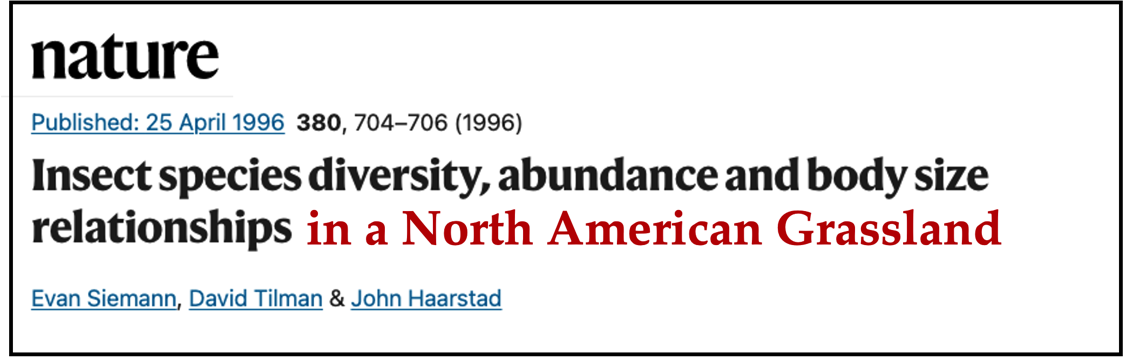 nature
Published: 25 April 1996 380, 704–706 (1996)
Insect species diversity, abundance and body size
relationships in a North American Grassland
Evan Siemann, David Tilman & John Haarstad